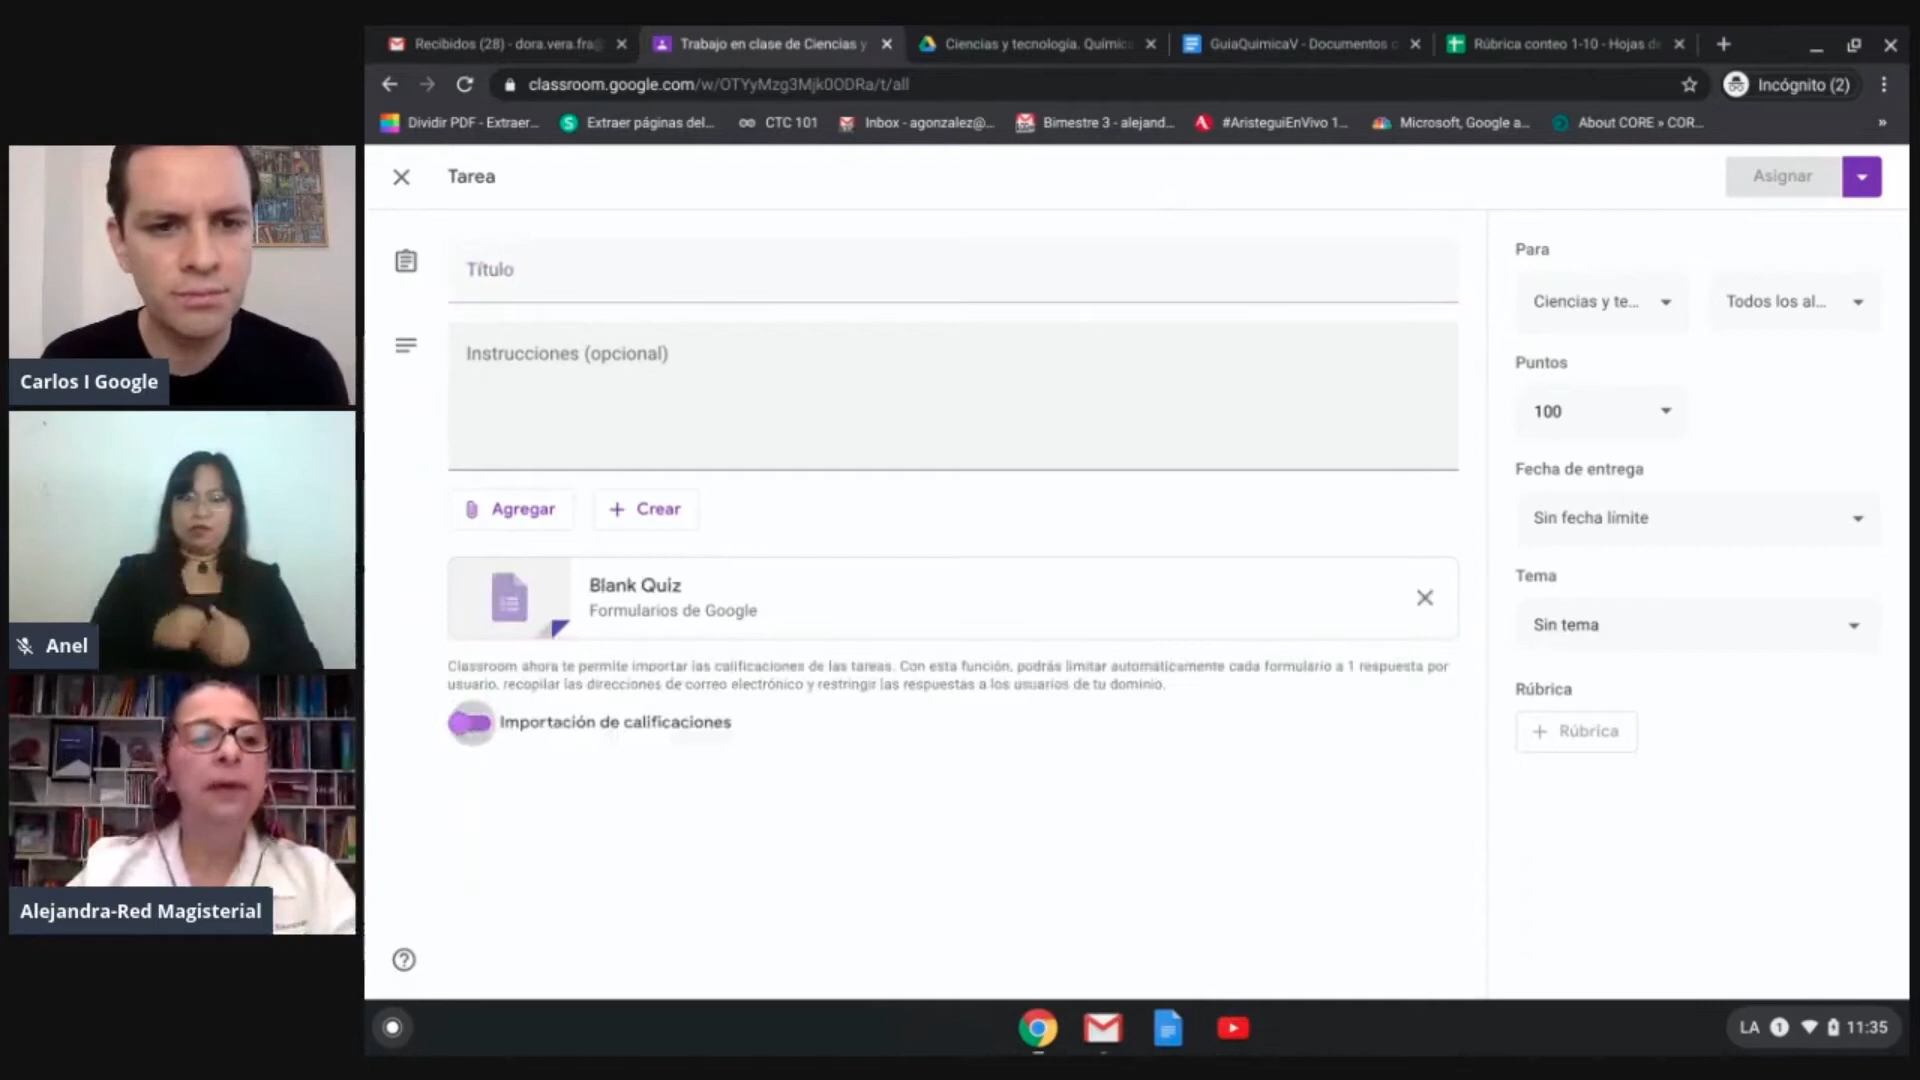 Recibidos (28) - dora.vera.fra@
Trabajo en clase de Ciencias y
Ciencias y tecnología. Químic
GuiaQuimicaV - Documentos
Rúbrica conteo 1-10 - Hojas de
classroom.google.com/w/OTYyMzg3Mjk0ODRa/t/all
Incógnito (2)
Dividir PDF - Extraer...
Extraer páginas del...
CTC 101
Inbox - agonzalez@...
Bimestre 3 - alejand...
#AristeguiEnVivo 1...
Microsoft, Google a...
About CORE » COR...
Tarea
Asignar
Título
Instrucciones (opcional)
Agregar
Crear
Blank Quiz
Formularios de Google
Classroom ahora te permite importar las calificaciones de las tareas. Con esta función, podrás limitar automáticamente cada formulario a 1 respuesta por
usuario, recopilar las direcciones de correo electrónico y restringir las respuestas a los usuarios de tu dominio.
Importación de calificaciones
Para
Ciencias y te...
Todos los al...
Puntos
100
Fecha de entrega
Sin fecha límite
Tema
Sin tema
Rúbrica
+ Rúbrica
Carlos I Google
Anel
Alejandra-Red Magisterial
LA
1
11:35